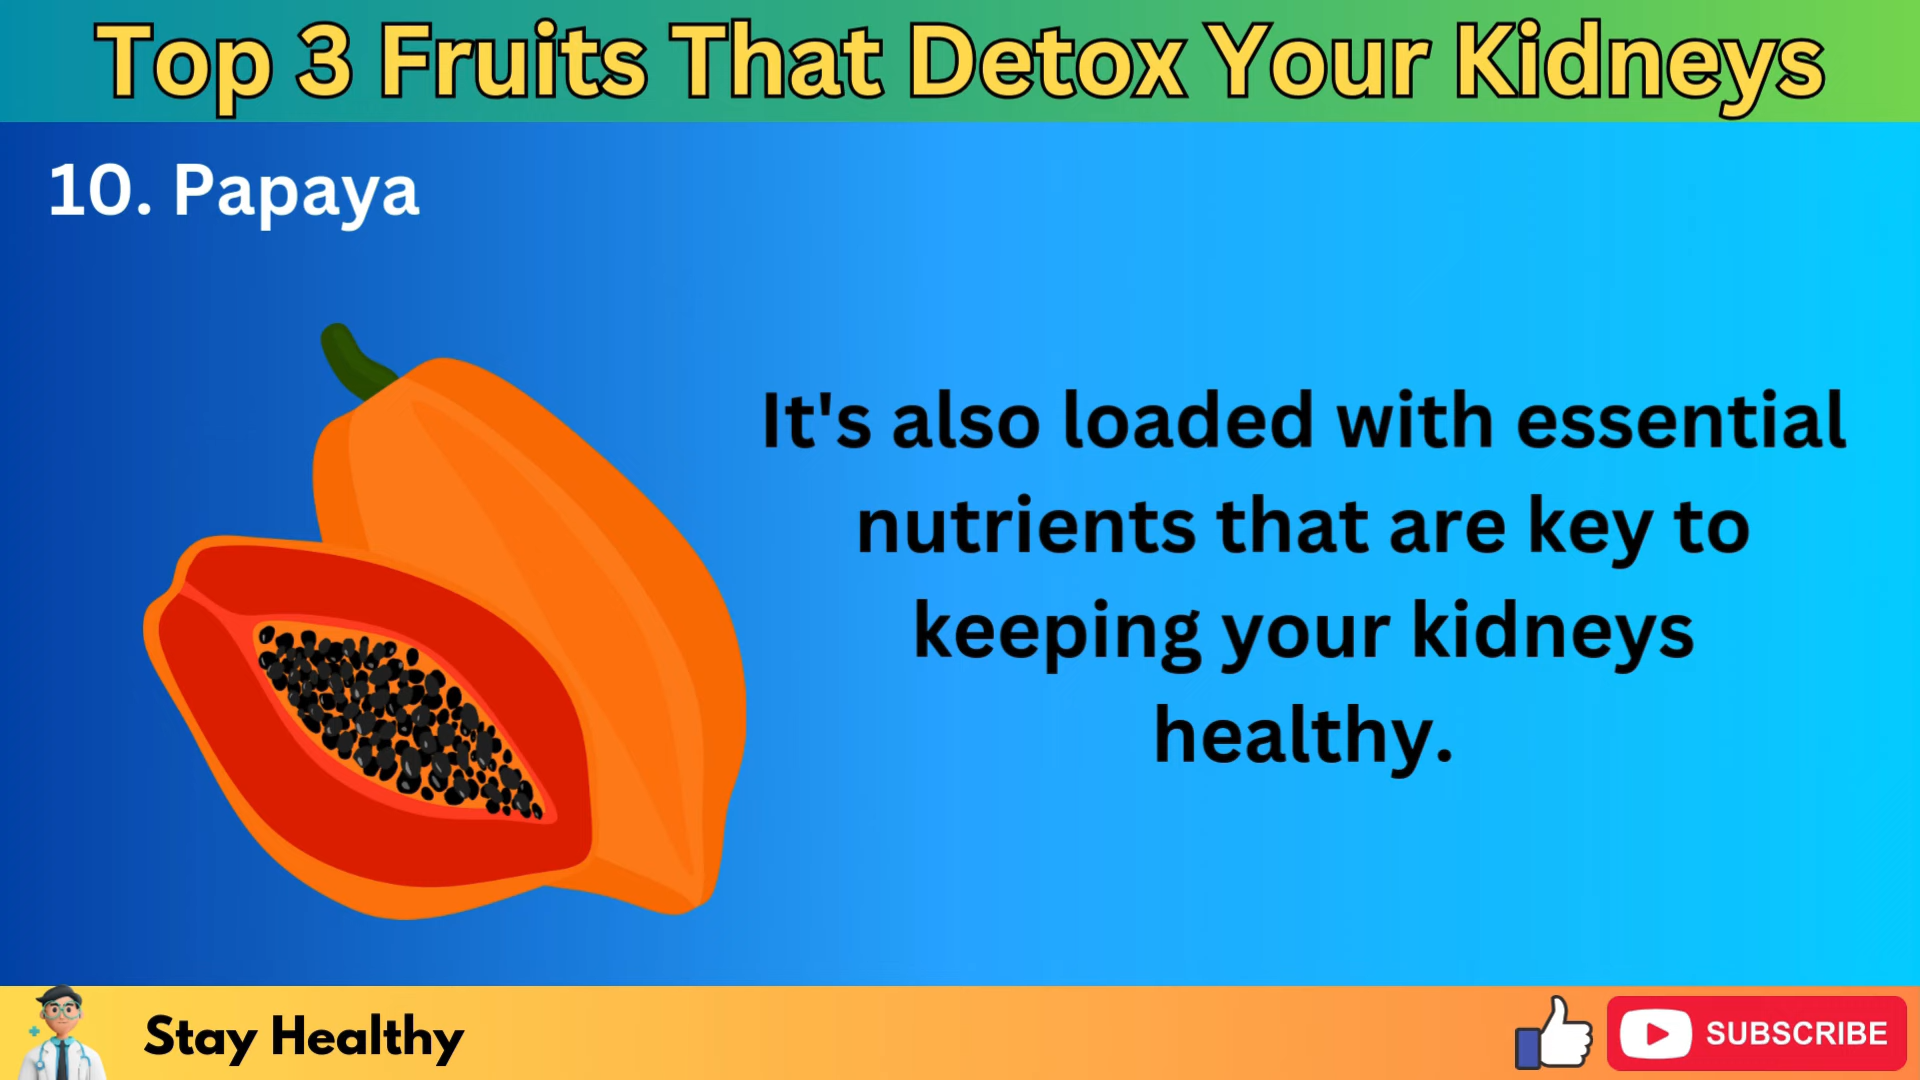 Top 3 Fruits That Detox Your Kidneys
10. Papaya
It's also loaded with essential
nutrients that are key to
keeping your kidneys
healthy.
Stay Healthy
SUBSCRIBE